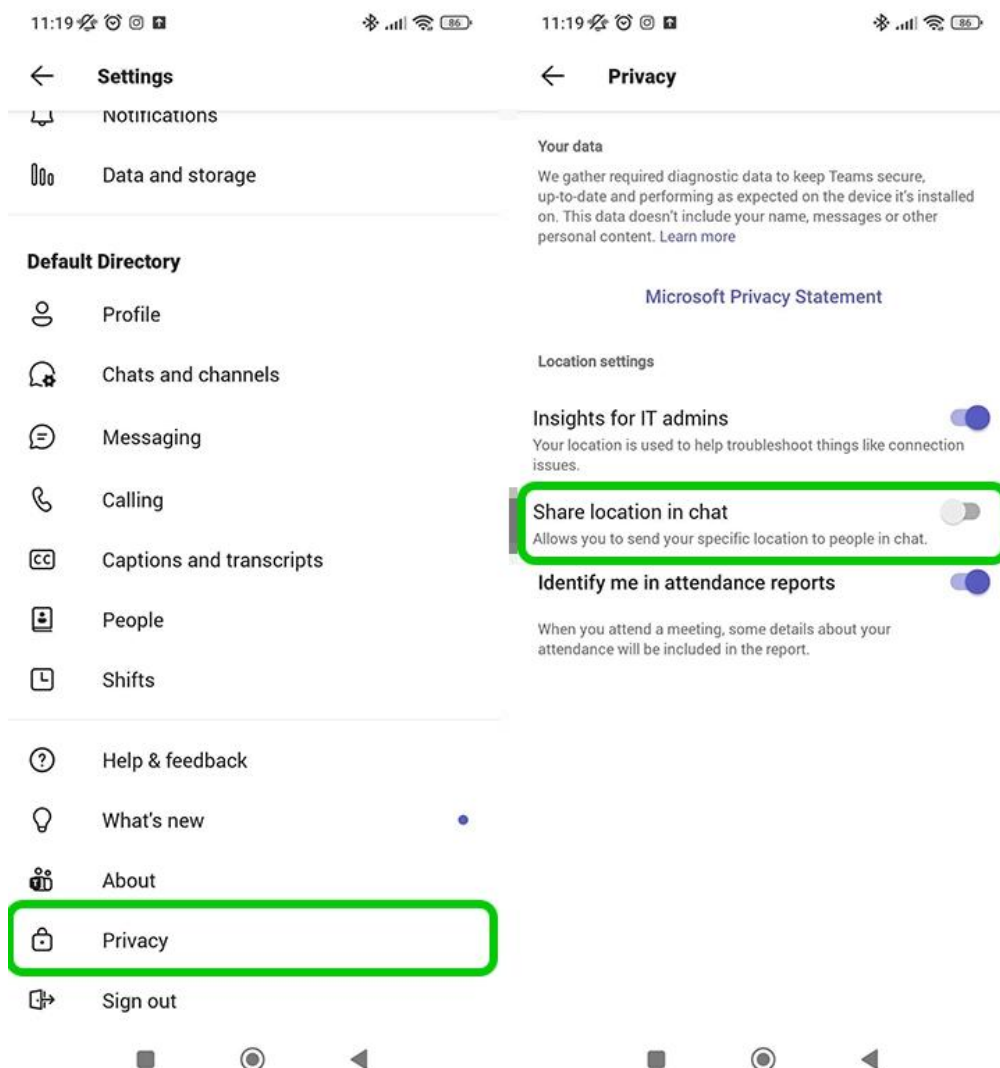 11:19
86
Settings
Notifications
Data and storage
Default Directory
Profile
Chats and channels
Messaging
Calling
CC
Captions and transcripts
People
Shifts
Help & feedback
What's new
About
Privacy
Sign out
11:19
86
Privacy
Your data
We gather required diagnostic data to keep Teams secure,
up-to-date and performing as expected on the device it's installed
on. This data doesn't include your name, messages or other
personal content. Learn more
Microsoft Privacy Statement
Location settings
Insights for IT admins
Your location is used to help troubleshoot things like connection
issues.
Share location in chat
Allows you to send your specific location to people in chat.
Identify me in attendance reports
When you attend a meeting, some details about your
attendance will be included in the report.